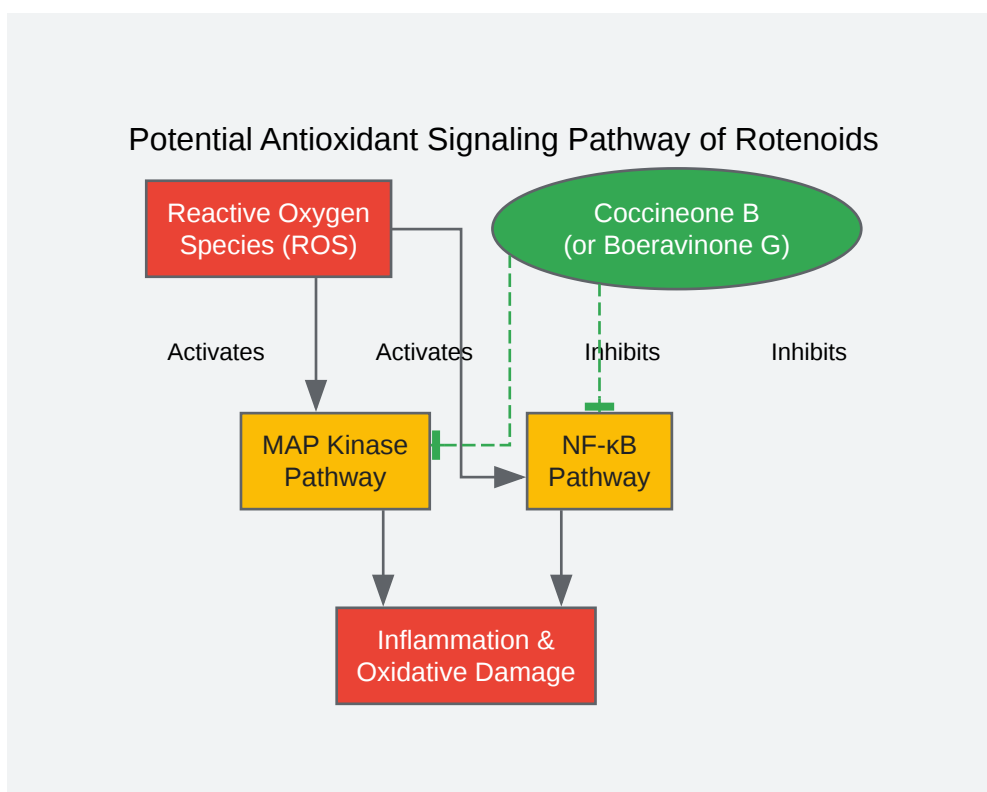 Potential Antioxidant Signaling Pathway of Rotenoids
Reactive Oxygen
Species (ROS)
Coccineone B
(or Boeravinone G)
Activates
Activates
Inhibits
Inhibits
MAP Kinase
Pathway
NF-κB
Pathway
Inflammation &
Oxidative Damage